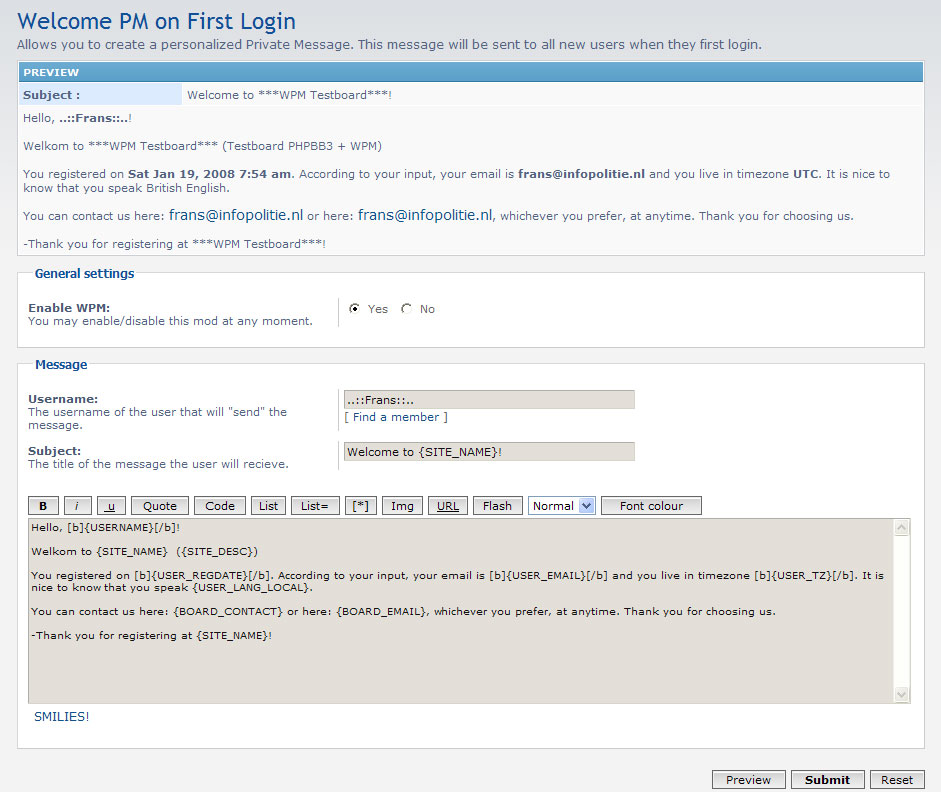 Welcome PM on First Login
Allows you to create a personalized Private Message. This message will be sent to all new users when they first login.
PREVIEW
Subject : Welcome to ***WPM Testboard***!
Hello, ..::Frans::..!
Welkom to ***WPM Testboard*** (Testboard PHPBB3 + WPM)
You registered on Sat Jan 19, 2008 7:54 am. According to your input, your email is frans@infopolitie.nl and you live in timezone UTC. It is nice to
know that you speak British English.
You can contact us here: frans@infopolitie.nl or here: frans@infopolitie.nl, whichever you prefer, at anytime. Thank you for choosing us.
-Thank you for registering at ***WPM Testboard***!
General settings
Enable WPM:
Yes No
You may enable/disable this mod at any moment.
Message
Username:
..::Frans::..
The username of the user that will "send" the
message.
[ Find a member ]
Subject:
Welcome to {SITE_NAME}!
The title of the message the user will recieve.
B i u Quote Code List List= [*] Img URL Flash Normal Font colour
Hello, [b]{USERNAME}[/b]!
Welkom to {SITE_NAME} ({SITE_DESC})
You registered on [b]{USER_REGDATE}[/b]. According to your input, your email is [b]{USER_EMAIL}[/b] and you live in timezone [b]{USER_TZ}[/b]. It is
nice to know that you speak {USER_LANG_LOCAL}.
You can contact us here: {BOARD_CONTACT} or here: {BOARD_EMAIL}, whichever you prefer, at anytime. Thank you for choosing us.
-Thank you for registering at {SITE_NAME}!
SMILIES!
Preview Submit Reset